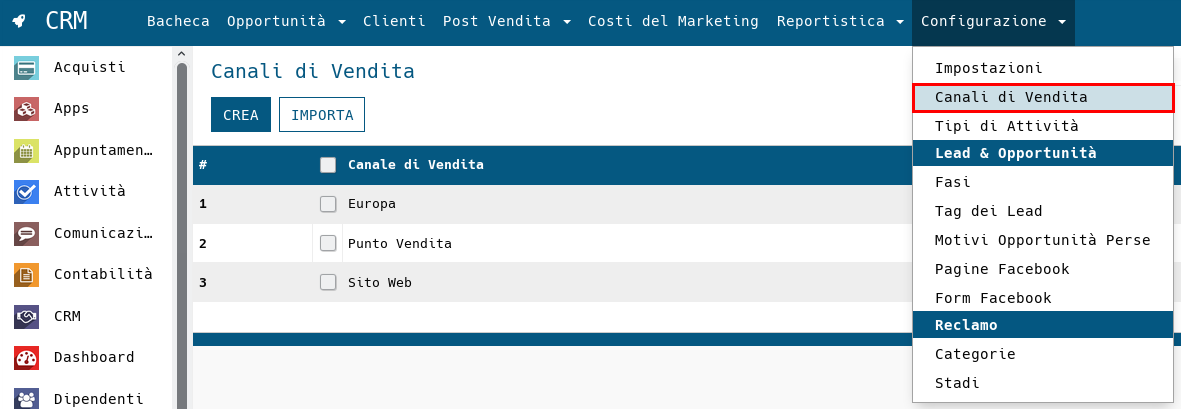 CRM Bacheca Opportunità Clienti Post Vendita Costi del Marketing Reportistica Configurazione
Acquisti
Apps
Appuntamen…
Attività
Comunicazi…
Contabilità
CRM
Dashboard
Dipendenti
Canali di Vendita
CREA IMPORTA
# Canale di Vendita
1 Europa
2 Punto Vendita
3 Sito Web
Impostazioni
Canali di Vendita
Tipi di Attività
Lead & Opportunità
Fasi
Tag dei Lead
Motivi Opportunità Perse
Pagine Facebook
Form Facebook
Reclamo
Categorie
Stadi